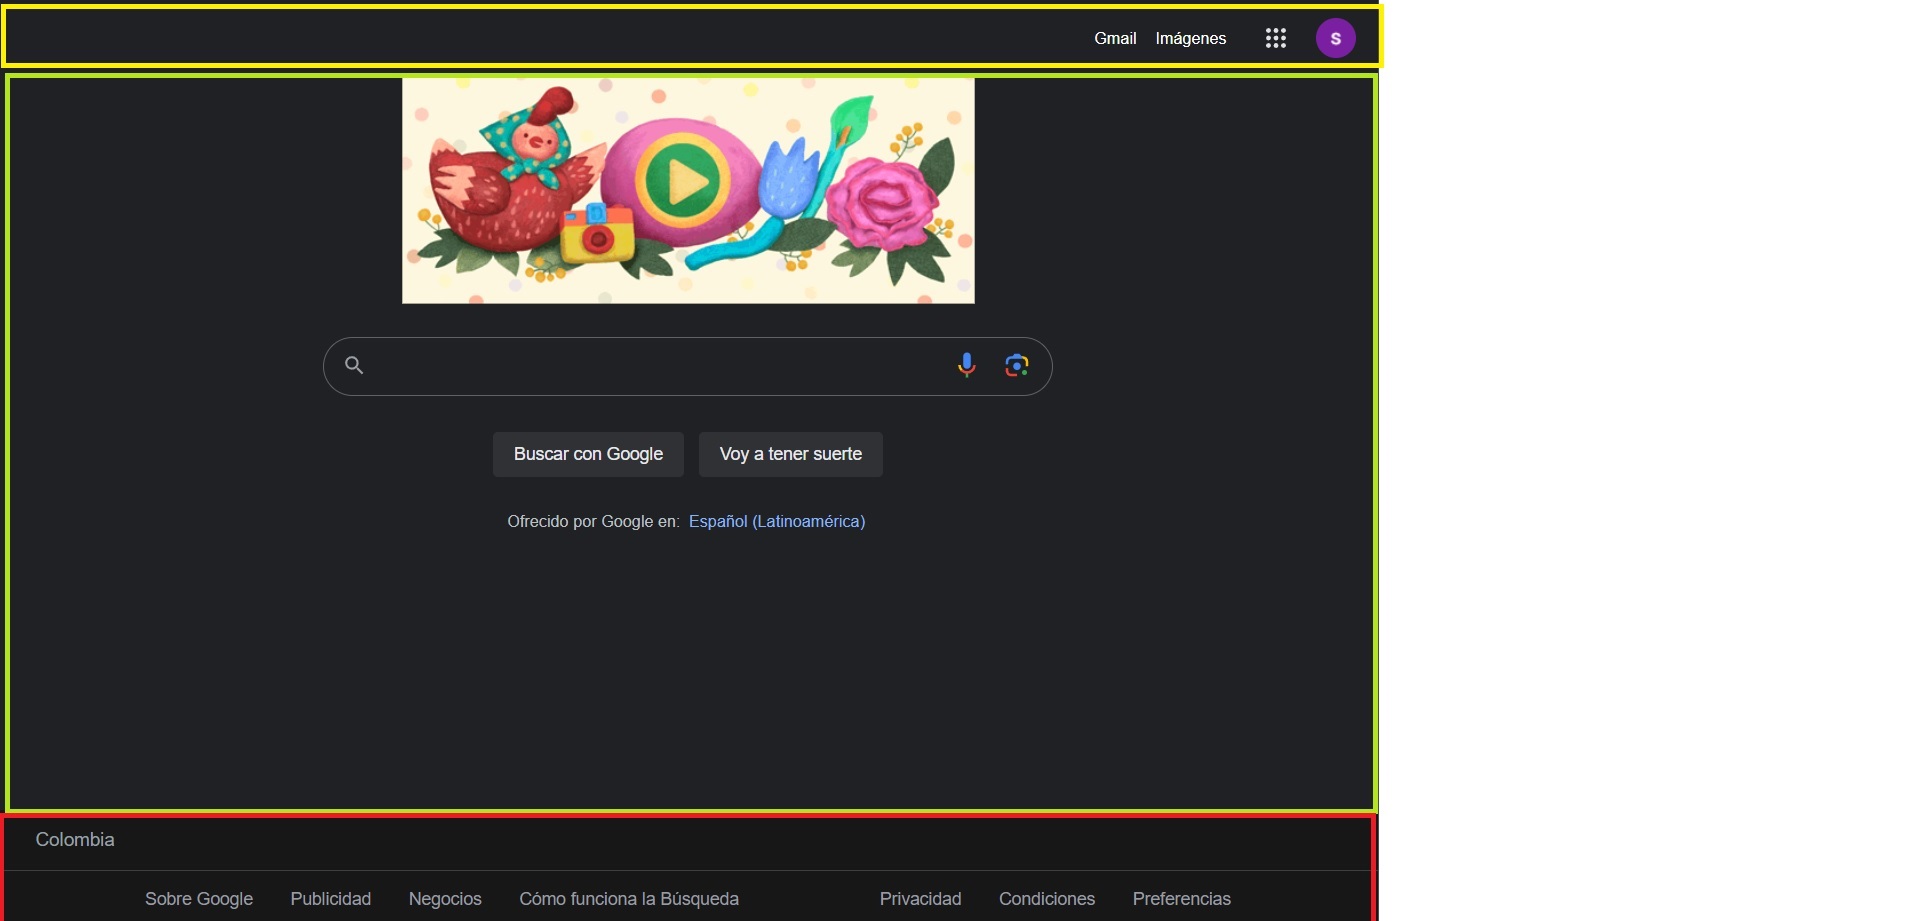 Gmail Imágenes S
Buscar con Google Voy a tener suerte
Ofrecido por Google en: Español (Latinoamérica)
Colombia
Sobre Google Publicidad Negocios Cómo funciona la Búsqueda Privacidad Condiciones Preferencias